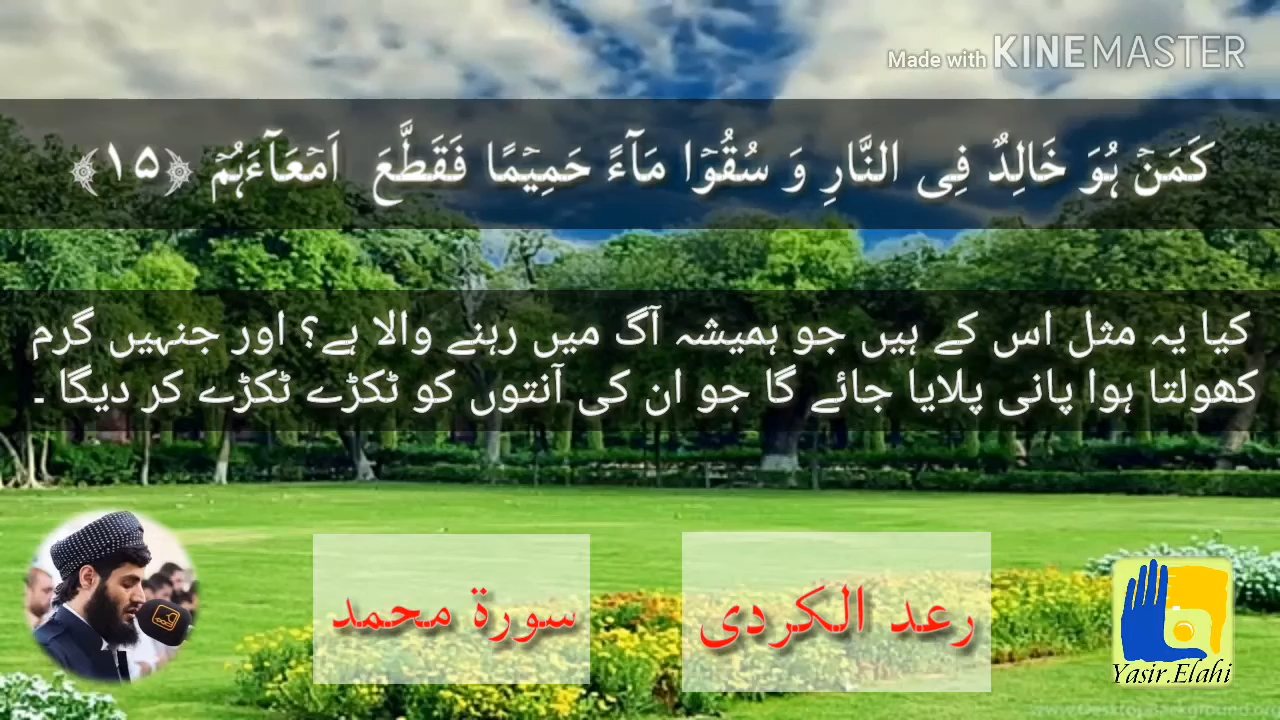 Made with KINEMASTER
كَمَنۡ ہُوَ خَالِدٌ فِی النَّارِ وَ سُقُوۡا مَآءً حَمِیۡمًا فَقَطَّعَ اَمۡعَآءَہُمۡ ﴿۱۵﴾
کیا یہ مثل اس کے ہیں جو ہمیشہ آگ میں رہنے والا ہے؟ اور جنہیں گرم
کھولتا ہوا پانی پلایا جائے گا جو ان کی آنتوں کو ٹکڑے ٹکڑے کر دیگا ۔
رعد الکردی
سورة محمد
Yasir.Elahi